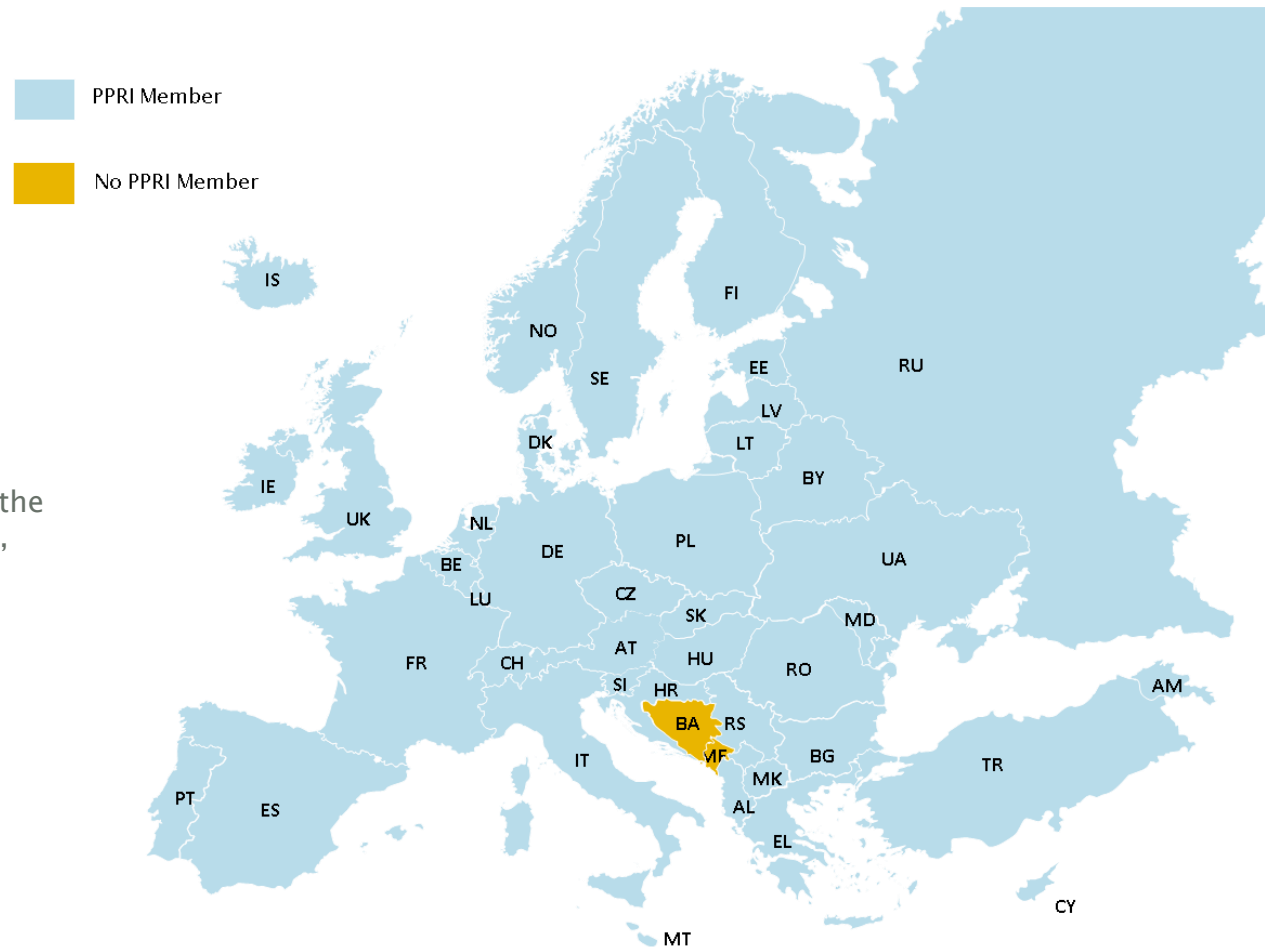 PPRI Member
No PPRI Member
IS
FI
NO
RU
EE
SE
LV
DK
LT
BY
IE
the
UK
NL
,
PL
DE
UA
BE
CZ
LU
SK
MD
AT
FR
CH
HU
RO
SI
HR
AM
BA
RS
MF
BG
IT
TR
MK
PT
AL
ES
EL
CY
MT